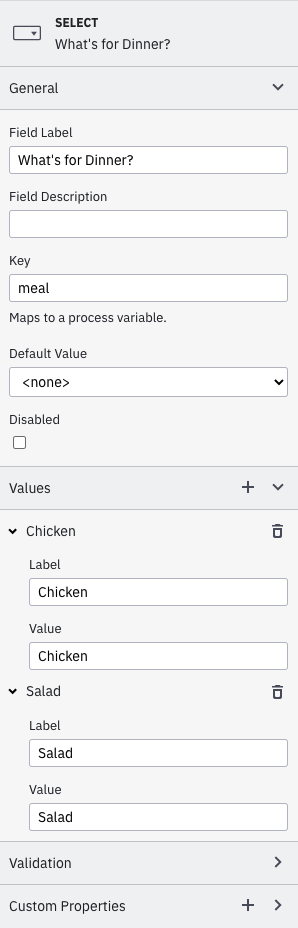 SELECT
What's for Dinner?
General
Field Label
What's for Dinner?
Field Description
Key
meal
Maps to a process variable.
Default Value
<none>
Disabled
Values
Chicken
Label
Chicken
Value
Chicken
Salad
Label
Salad
Value
Salad
Validation
Custom Properties